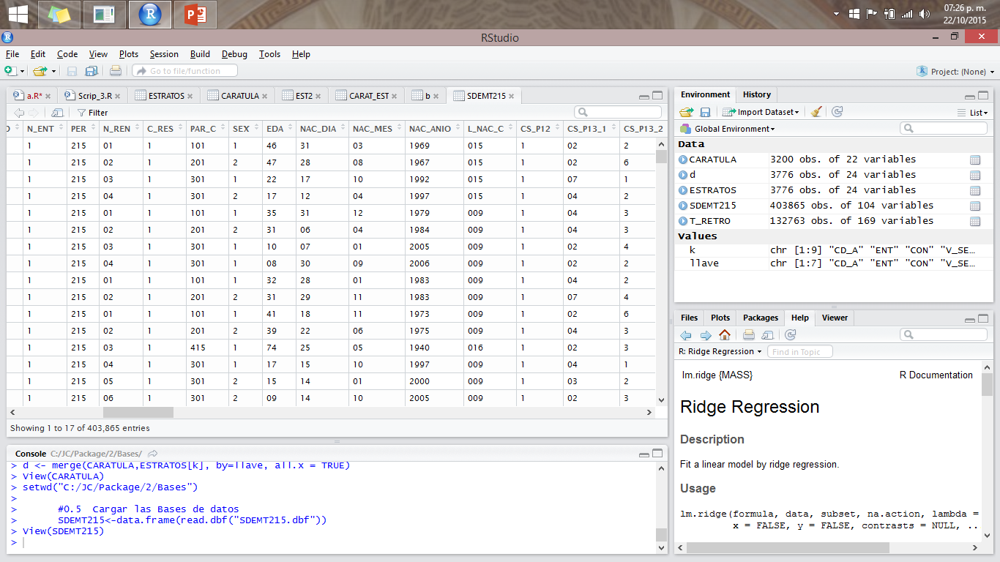 07:26 p. m.
22/10/2015
RStudio
File Edit Code View Plots Session Build Debug Tools Help
Go to file/function
Project: (None)
a.R* Scrip_3.R ESTRATOS CARATULA EST2 CARAT_EST b SDEMT215
Filter
N_ENT PER N_REN C_RES PAR_C SEX EDA NAC_DIA NAC_MES NAC_ANIO L_NAC_C CS_P12 CS_P13_1 CS_P13_2
1 215 01 1 101 1 46 31 03 1969 015 1 02 2
1 215 02 1 201 2 47 28 08 1967 015 1 02 6
1 215 03 1 301 1 22 17 10 1992 015 1 07 1
1 215 04 1 301 2 17 12 04 1997 015 1 04 2
1 215 01 1 101 1 35 31 12 1979 009 1 04 3
1 215 02 1 201 2 31 06 04 1984 009 1 04 3
1 215 03 1 301 1 10 07 01 2005 009 1 02 4
1 215 04 1 301 1 08 30 09 2006 009 1 02 2
1 215 01 1 101 1 32 28 01 1983 009 1 04 2
1 215 02 1 201 2 31 29 11 1983 009 1 07 4
1 215 01 1 101 1 41 18 11 1973 009 1 02 6
1 215 02 1 201 2 39 22 06 1975 009 1 04 3
1 215 03 1 415 1 74 25 05 1940 016 1 02 3
1 215 04 1 301 1 17 15 10 1997 009 1 04 1
1 215 05 1 301 2 15 14 01 2000 009 1 03 2
1 215 06 1 301 2 09 14 10 2005 009 1 02 3
Showing 1 to 17 of 403,865 entries
Console C:/JC/Package/2/Bases/
> d <- merge(CARATULA,ESTRATOS[k], by=llave, all.x = TRUE)
> View(CARATULA)
> setwd("C:/JC/Package/2/Bases")
>
> #0.5 Cargar las Bases de datos
> SDEMT215<-data.frame(read.dbf("SDEMT215.dbf"))
> View(SDEMT215)
>
Environment History
Import Dataset List
Global Environment
Data
CARATULA 3200 obs. of 22 variables
d 3776 obs. of 24 variables
ESTRATOS 3776 obs. of 24 variables
SDEMT215 403865 obs. of 104 variables
T_RETRO 132763 obs. of 169 variables
Values
k chr [1:9] "CD_A" "ENT" "CON" "V_SE…
llave chr [1:7] "CD_A" "ENT" "CON" "V_SE…
Files Plots Packages Help Viewer
R: Ridge Regression Find in Topic
lm.ridge {MASS} R Documentation
Ridge Regression
Description
Fit a linear model by ridge regression.
Usage
lm.ridge(formula, data, subset, na.action, lambda =
x = FALSE, y = FALSE, contrasts = NULL, ..